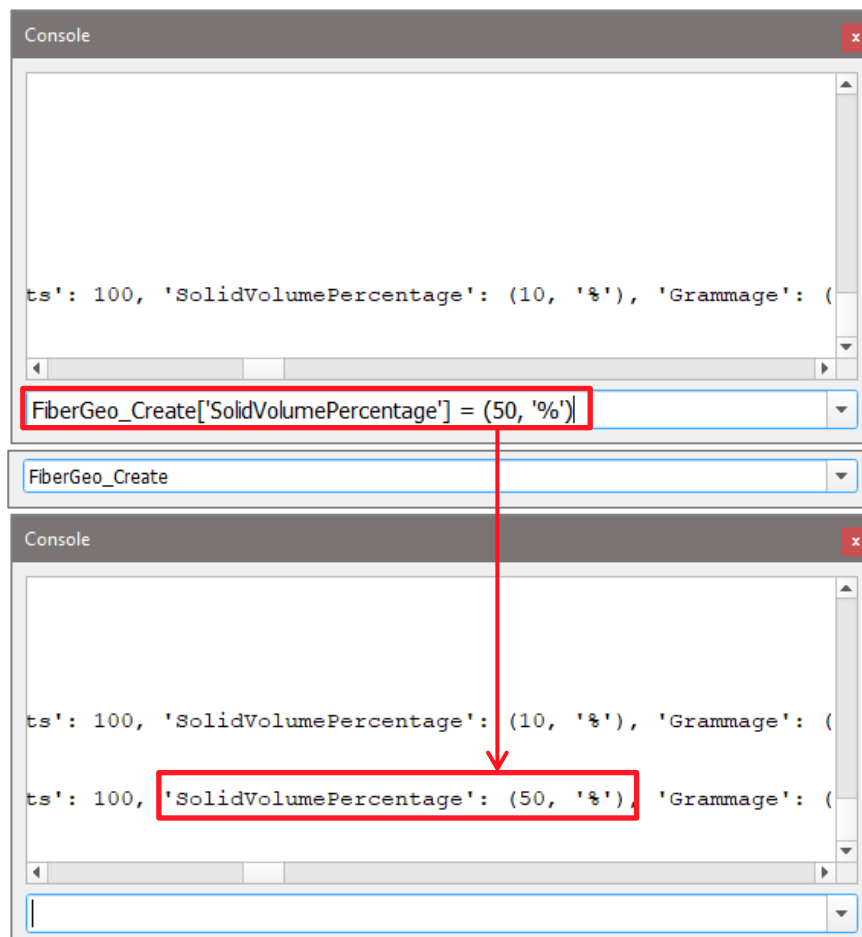 Console
x
ts': 100, 'SolidVolumePercentage': (10, '%'), 'Grammage': (
FiberGeo_Create['SolidVolumePercentage'] = (50, '%')
FiberGeo_Create
Console
x
ts': 100, 'SolidVolumePercentage': (10, '%'), 'Grammage': (
ts': 100, 'SolidVolumePercentage': (50, '%'), 'Grammage': (